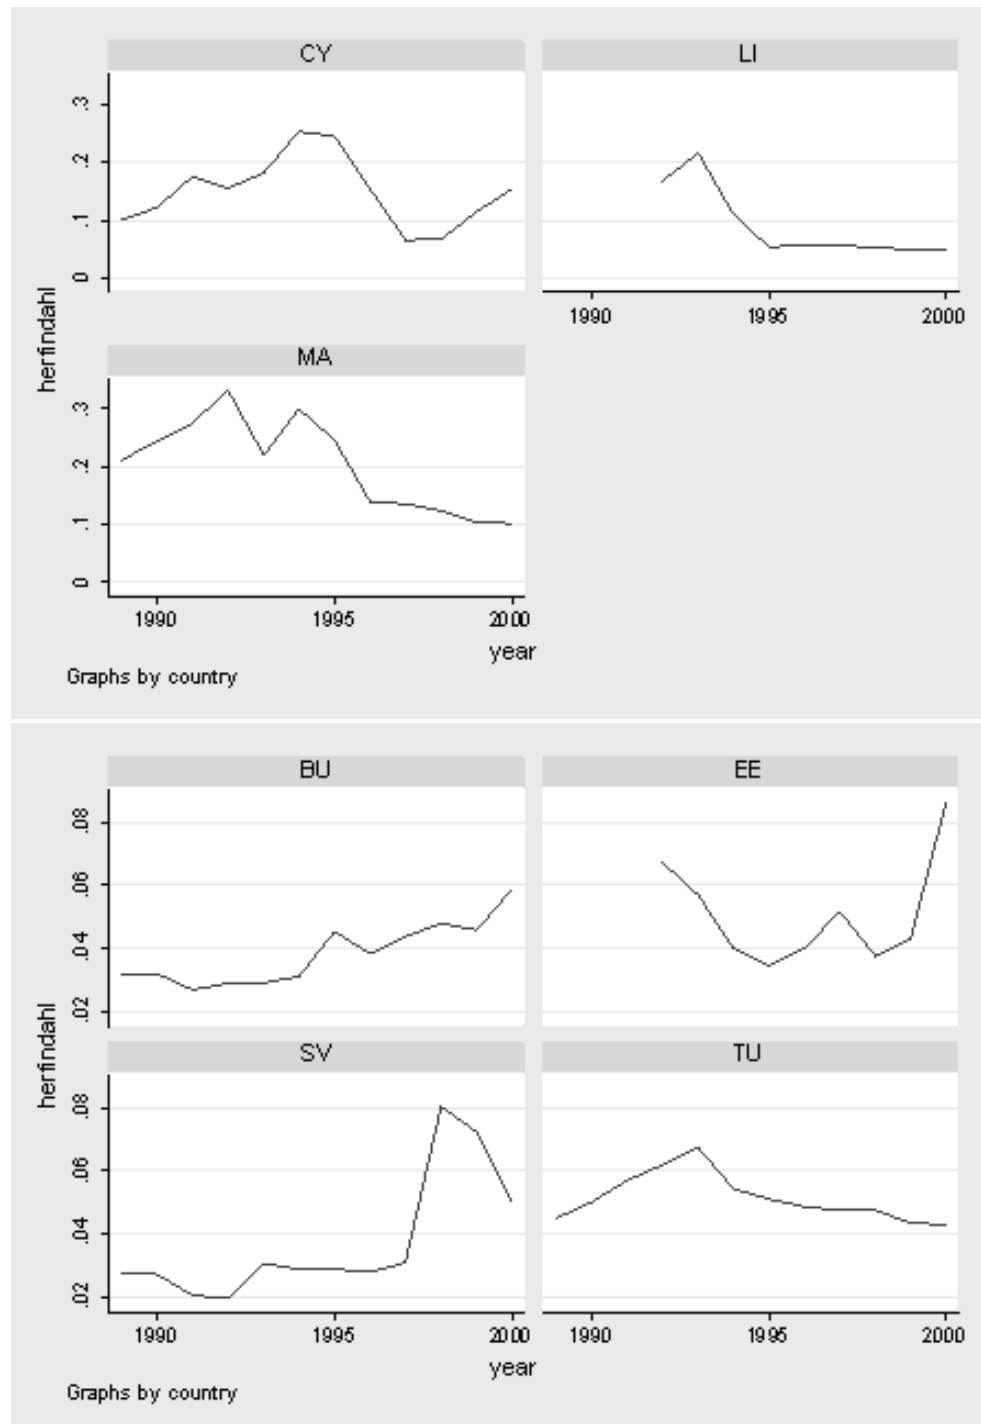 CY
LI
.3
.2
.1
0
1990 1995 2000
herfindahl
MA
.3
.2
.1
0
1990 1995 2000
year
Graphs by country
BU
EE
.08
.06
.04
.02
herfindahl
SV
TU
.08
.06
.04
.02
1990 1995 2000
1990 1995 2000
year
Graphs by country